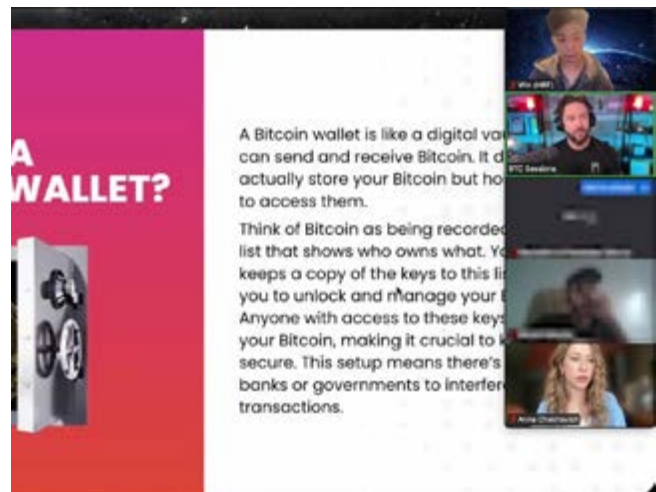 A
WALLET?
A Bitcoin wallet is like a digital vau
can send and receive Bitcoin. It d
actually store your Bitcoin but ho
to access them.
Think of Bitcoin as being recorded
list that shows who owns what. Yo
keeps a copy of the keys to this li
you to unlock and manage your B
Anyone with access to these keys
your Bitcoin, making it crucial to k
secure. This setup means there's
banks or governments to interfere
transactions.
BTC Sessions